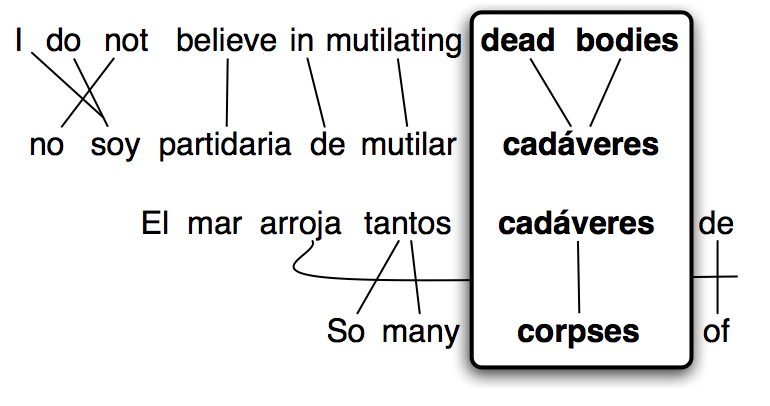 I do not believe in mutilating dead bodies
no soy partidaria de mutilar cadáveres
El mar arroja tantos cadáveres de
So many corpses of